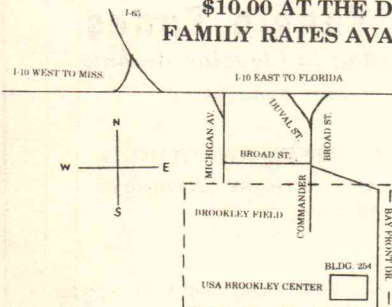 $10.00 AT THE D
FAMILY RATES AVA
I-65
I-10 WEST TO MISS.
I-10 EAST TO FLORIDA
MICHIGAN AV.
DUVAL ST.
BROAD ST.
BROAD ST.
N
W
E
S
COMMANDER
BROOKLEY FIELD
BAY FRONT DR.
BLDG. 254
USA BROOKLEY CENTER